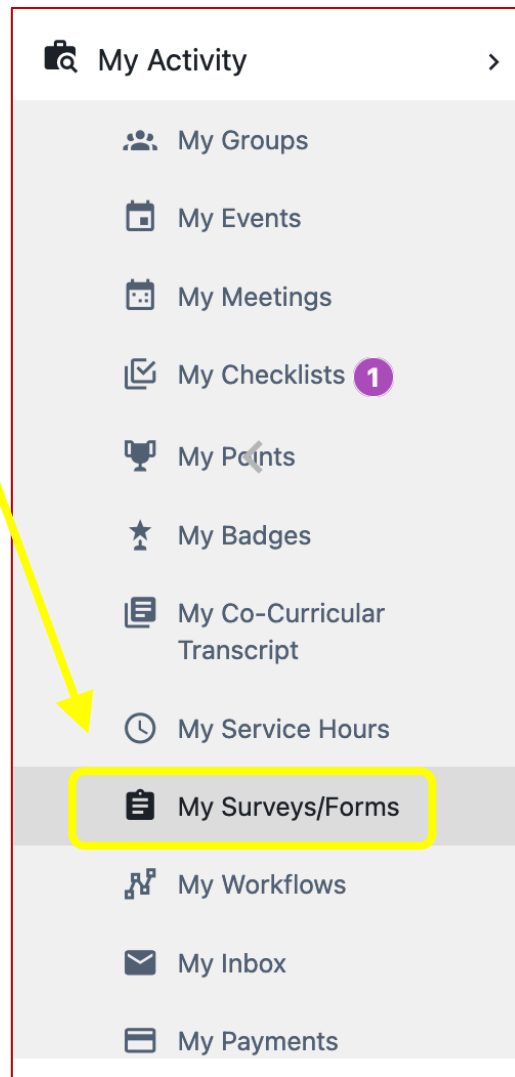 My Activity
My Groups
My Events
My Meetings
My Checklists 1
My Points
My Badges
My Co-Curricular
Transcript
My Service Hours
My Surveys/Forms
My Workflows
My Inbox
My Payments